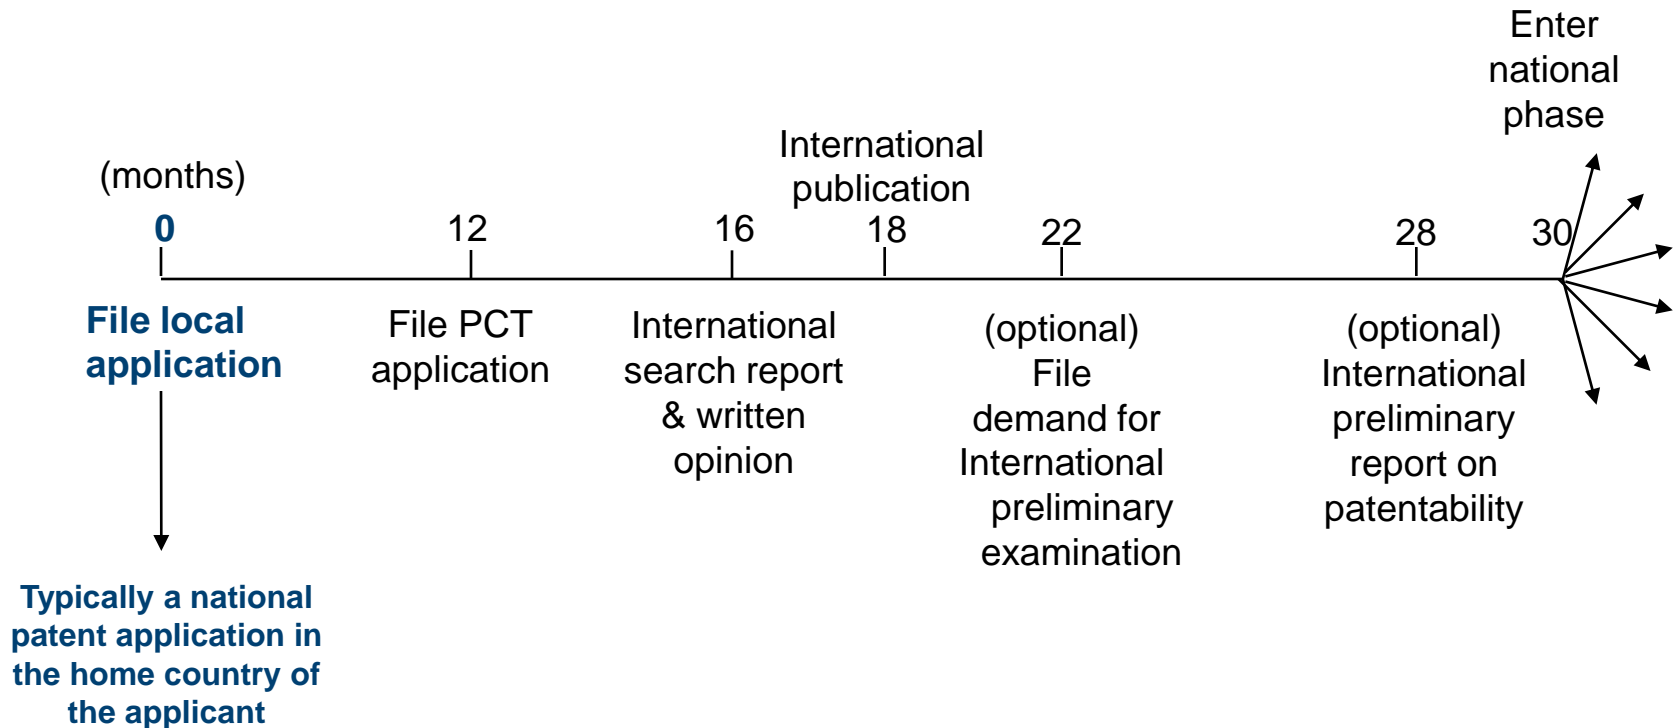 Enter
national
phase
International
publication
(months)
0
12
16
18
22
28
30
File local
application
File PCT
application
International
search report
& written
opinion
(optional)
File
demand for
International
preliminary
examination
(optional)
International
preliminary
report on
patentability
Typically a national
patent application in
the home country of
the applicant